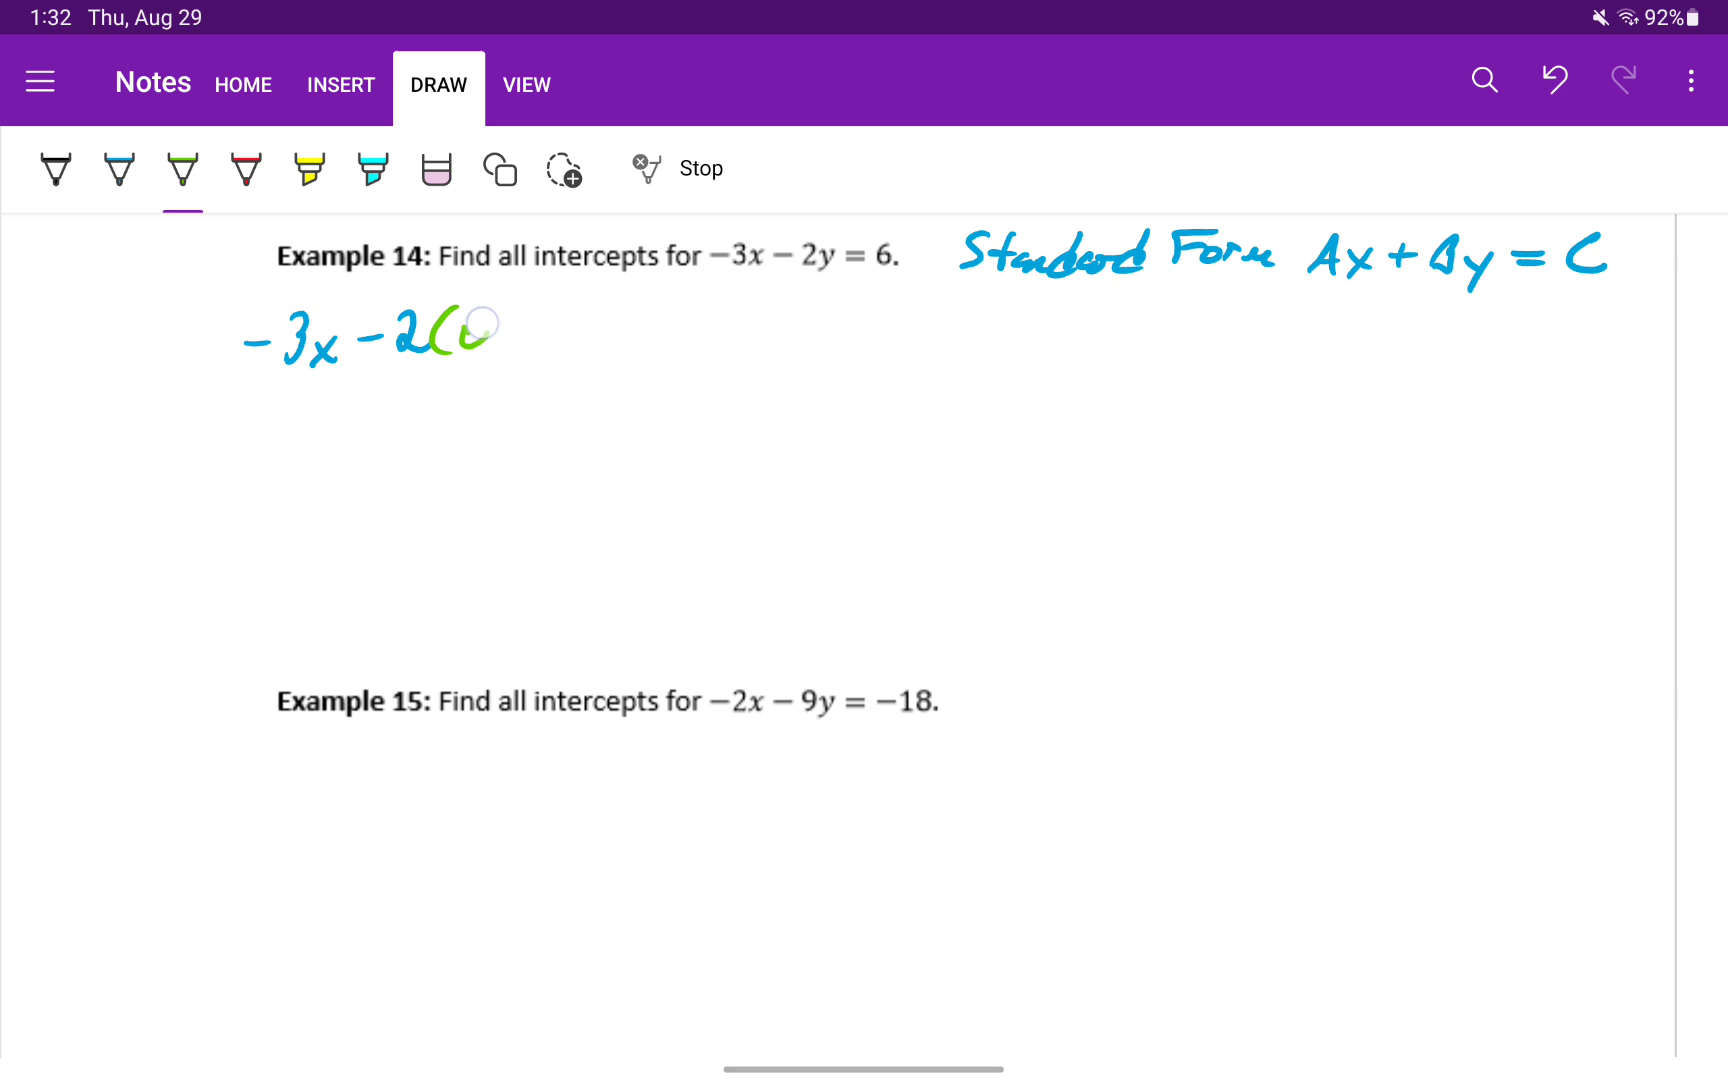 1:32 Thu, Aug 29 92%
Notes HOME INSERT DRAW VIEW
Stop
Example 14: Find all intercepts for −3x − 2y = 6. Standard Form Ax + By = C
-3x - 2(
Example 15: Find all intercepts for −2x − 9y = −18.